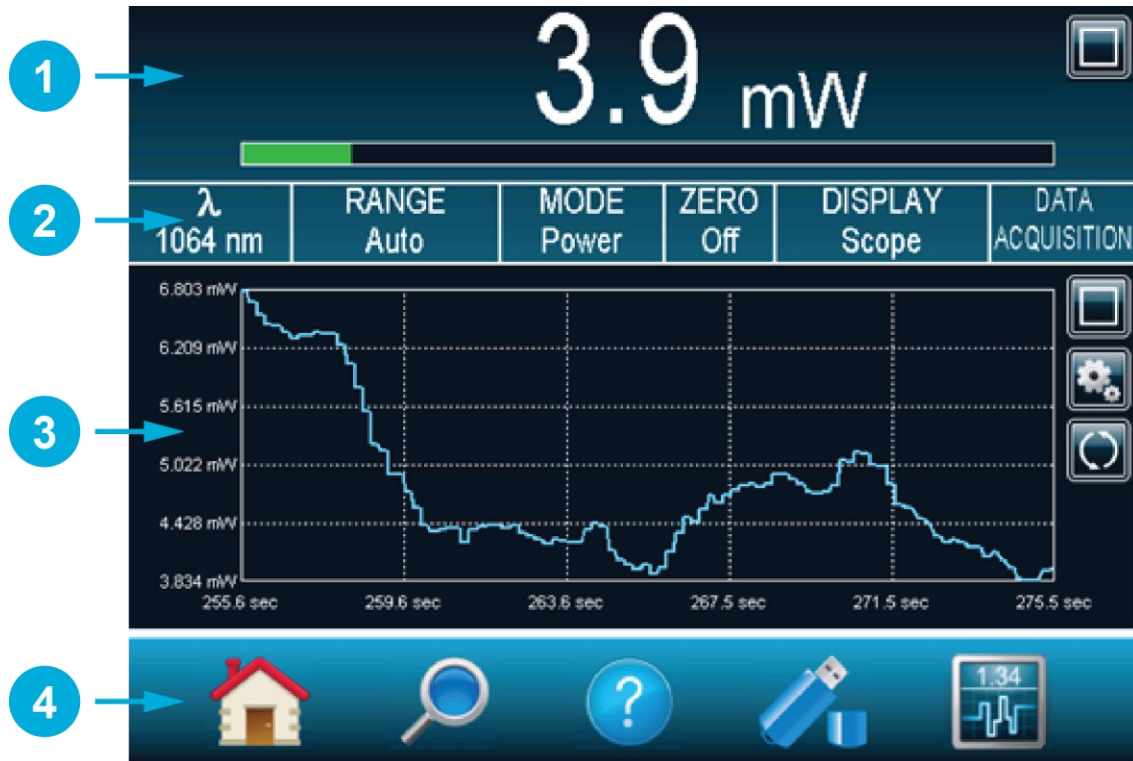 1
3.9 mW
2
λ RANGE MODE ZERO DISPLAY DATA
1064 nm Auto Power Off Scope ACQUISITION
3
6.803 mW
6.209 mW
5.615 mW
5.022 mW
4.428 mW
3.834 mW
255.6 sec 259.6 sec 263.6 sec 267.5 sec 271.5 sec 275.5 sec
4
?
1.34